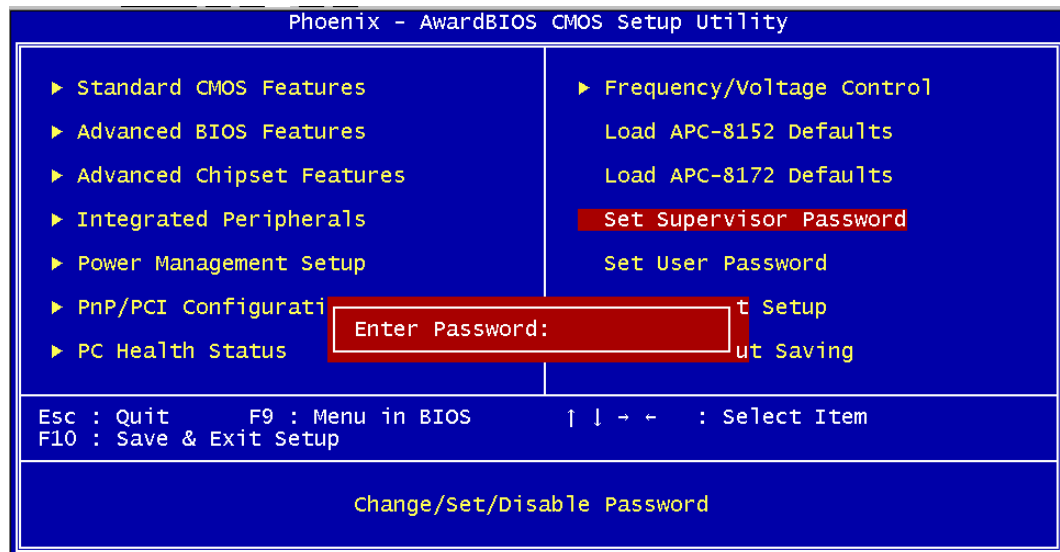 Phoenix - AwardBIOS CMOS Setup Utility
► Standard CMOS Features
► Advanced BIOS Features
► Advanced Chipset Features
► Integrated Peripherals
► Power Management Setup
► PnP/PCI Configurati
► PC Health Status
► Frequency/Voltage Control
Load APC-8152 Defaults
Load APC-8172 Defaults
Set Supervisor Password
Set User Password
t Setup
ut Saving
Enter Password:
Esc : Quit F9 : Menu in BIOS ↑ ↓ → ← : Select Item
F10 : Save & Exit Setup
Change/Set/Disable Password